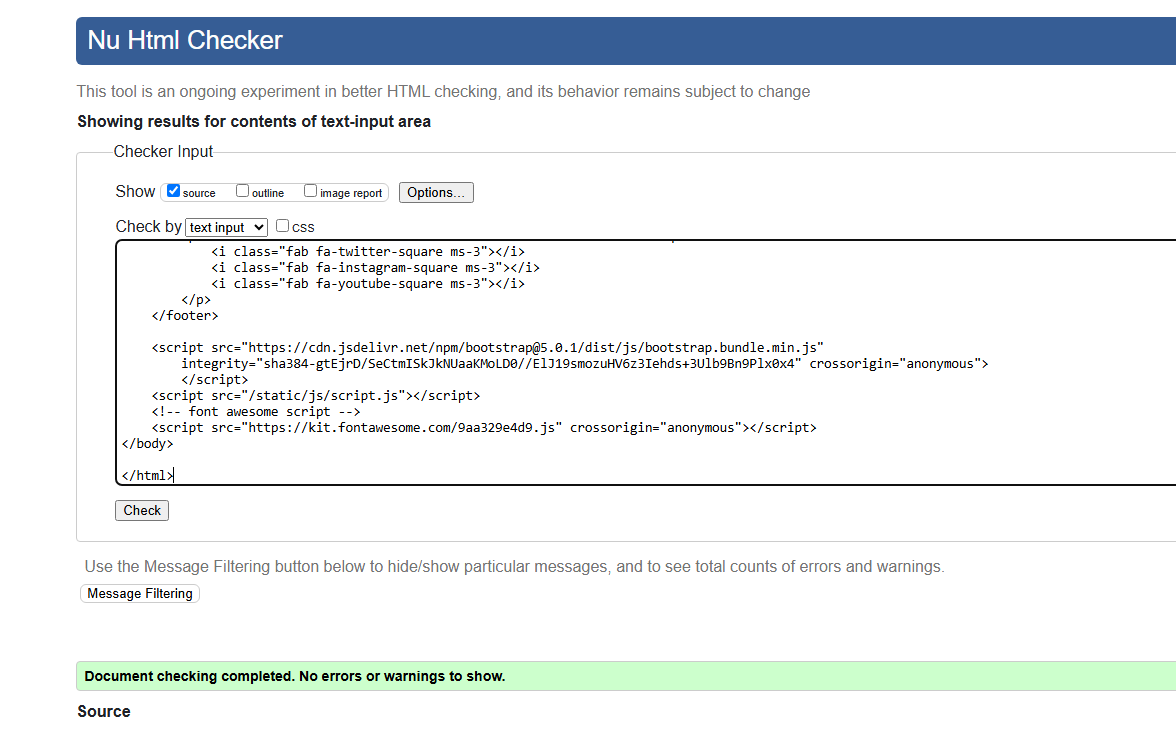 Nu Html Checker
This tool is an ongoing experiment in better HTML checking, and its behavior remains subject to change
Showing results for contents of text-input area
Checker Input
Show source outline image report Options...
Check by text input css
<i class="fab fa-twitter-square ms-3"></i>
<i class="fab fa-instagram-square ms-3"></i>
<i class="fab fa-youtube-square ms-3"></i>
</p>
</footer>
<script src="https://cdn.jsdelivr.net/npm/bootstrap@5.0.1/dist/js/bootstrap.bundle.min.js"
integrity="sha384-gtEjrD/SeCtmISkJkNUaaKMoLD0//ElJ19smozuHV6z3Iehds+3Ulb9Bn9Plx0x4" crossorigin="anonymous">
</script>
<script src="/static/js/script.js"></script>
<!-- font awesome script -->
<script src="https://kit.fontawesome.com/9aa329e4d9.js" crossorigin="anonymous"></script>
</body>
</html>
Check
Use the Message Filtering button below to hide/show particular messages, and to see total counts of errors and warnings.
Message Filtering
Document checking completed. No errors or warnings to show.
Source